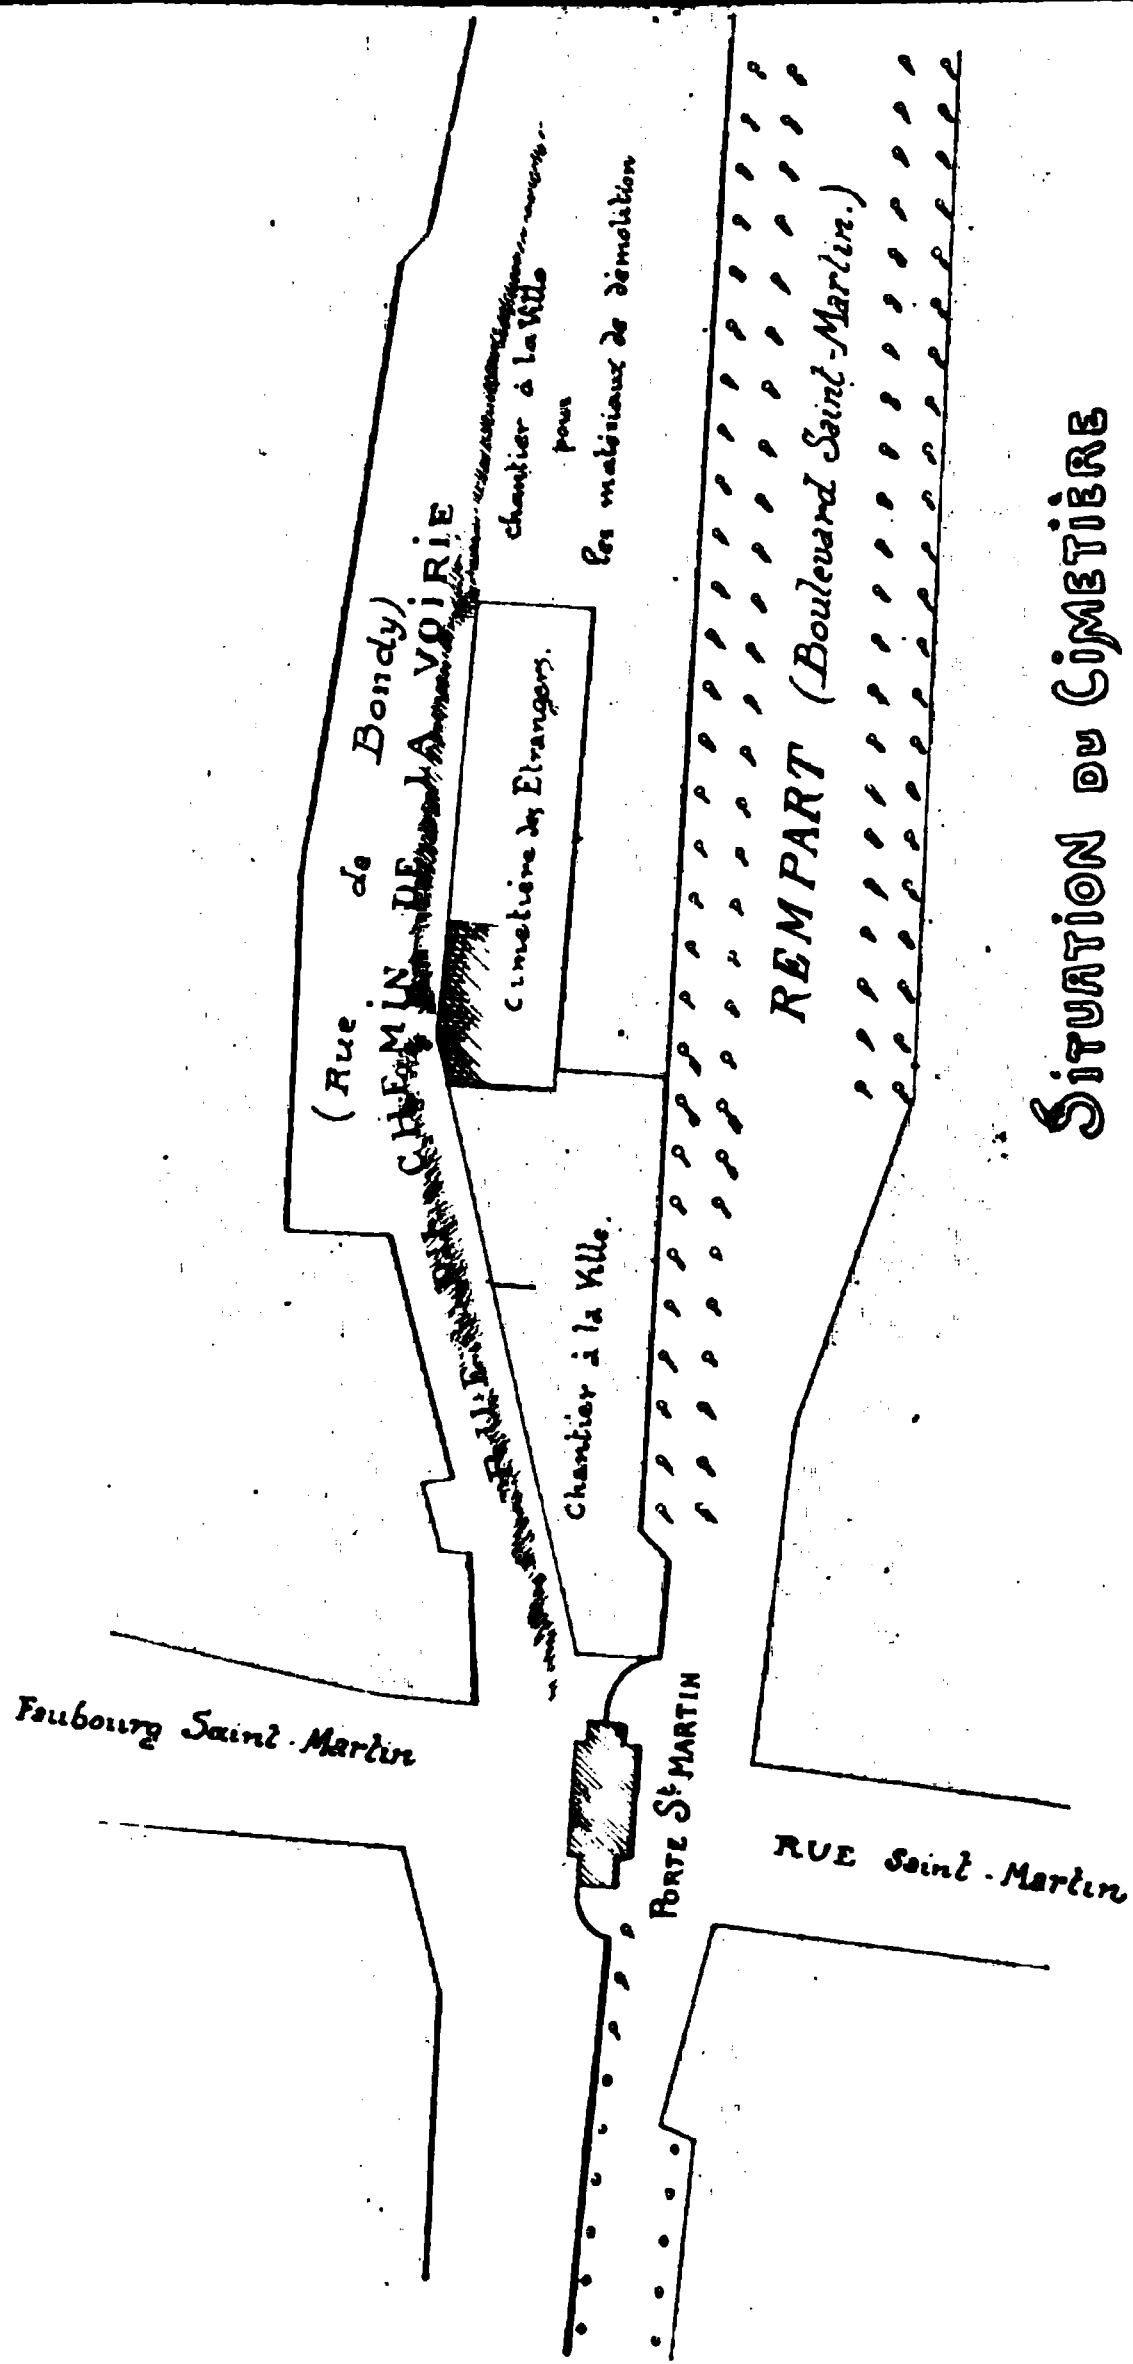 (Rue de Bondy)
CHEMIN DE LA VOIRIE
chantier à la Ville
pour
les matériaux de démolition
Cimetière des Etrangers.
REMPART (Boulevard Saint-Martin.)
Chantier à la Ville.
Faubourg Saint-Martin
PORTE St MARTIN
RUE Saint-Martin
SITUATION DU CIMETIÈRE